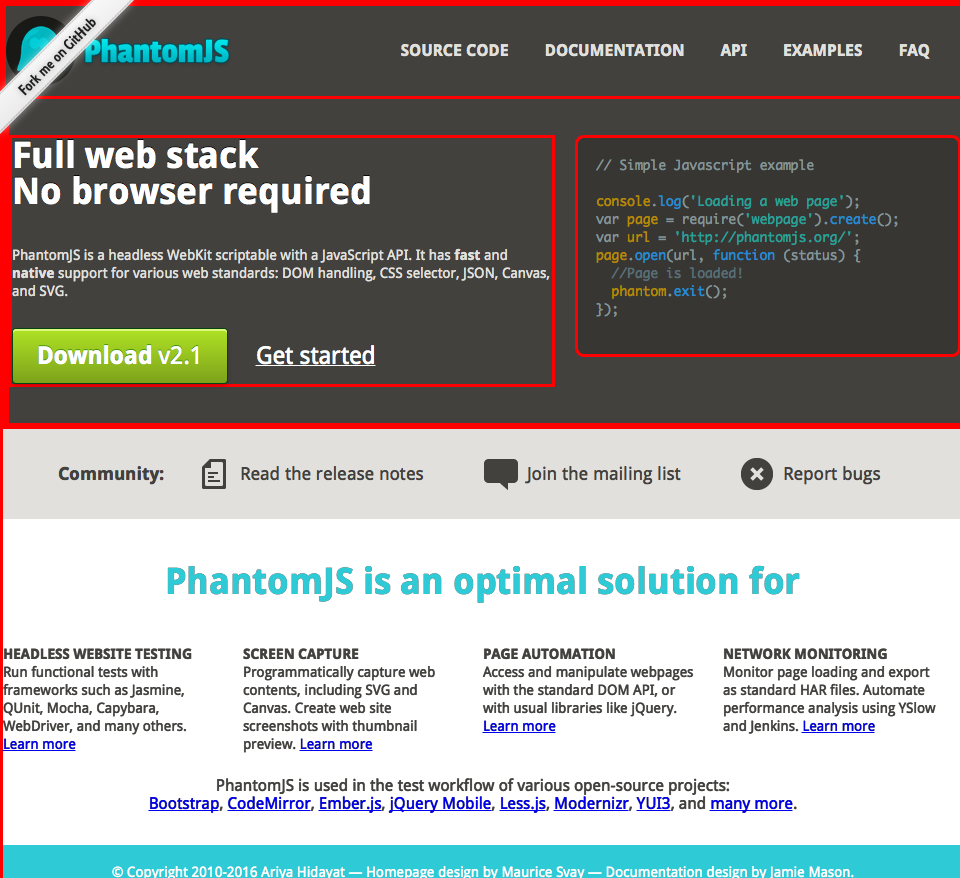 Fork me on GitHub
PhantomJS
SOURCE CODE DOCUMENTATION API EXAMPLES FAQ
Full web stack
No browser required
PhantomJS is a headless WebKit scriptable with a JavaScript API. It has fast and
native support for various web standards: DOM handling, CSS selector, JSON, Canvas,
and SVG.
Download v2.1 Get started
// Simple Javascript example
console.log('Loading a web page');
var page = require('webpage').create();
var url = 'http://phantomjs.org/';
page.open(url, function (status) {
//Page is loaded!
phantom.exit();
});
Community: Read the release notes Join the mailing list Report bugs
PhantomJS is an optimal solution for
HEADLESS WEBSITE TESTING
Run functional tests with
frameworks such as Jasmine,
QUnit, Mocha, Capybara,
WebDriver, and many others.
Learn more
SCREEN CAPTURE
Programmatically capture web
contents, including SVG and
Canvas. Create web site
screenshots with thumbnail
preview. Learn more
PAGE AUTOMATION
Access and manipulate webpages
with the standard DOM API, or
with usual libraries like jQuery.
Learn more
NETWORK MONITORING
Monitor page loading and export
as standard HAR files. Automate
performance analysis using YSlow
and Jenkins. Learn more
PhantomJS is used in the test workflow of various open-source projects:
Bootstrap, CodeMirror, Ember.js, jQuery Mobile, Less.js, Modernizr, YUI3, and many more.
© Copyright 2010-2016 Ariya Hidayat — Homepage design by Maurice Svay — Documentation design by Jamie Mason.